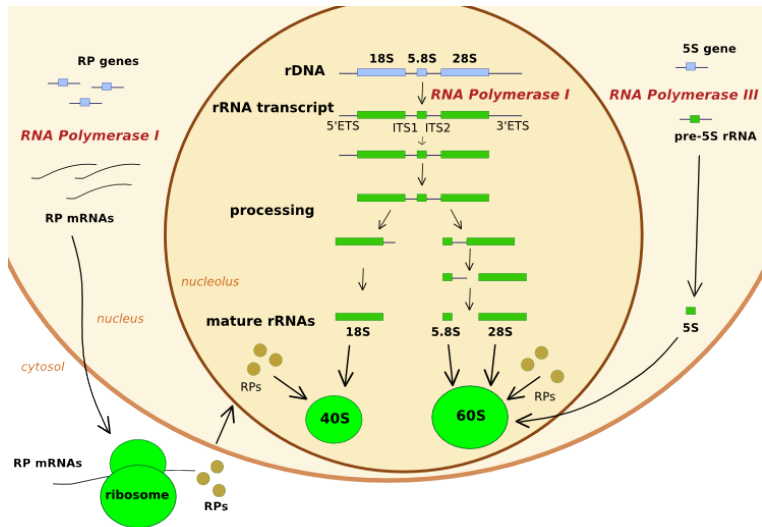 RP genes
RNA Polymerase I
RP mRNAs
18S 5.8S 28S
rDNA
RNA Polymerase I
rRNA transcript
5'ETS ITS1 ITS2 3'ETS
processing
nucleolus
mature rRNAs
18S 5.8S 28S
RPs
RPs
40S
60S
5S gene
RNA Polymerase III
pre-5S rRNA
5S
nucleus
cytosol
RP mRNAs
ribosome
RPs